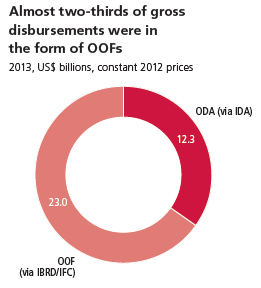 Almost two-thirds of gross
disbursements were in
the form of OOFs
2013, US$ billions, constant 2012 prices
ODA (via IDA)
12.3
23.0
OOF
(via IBRD/IFC)